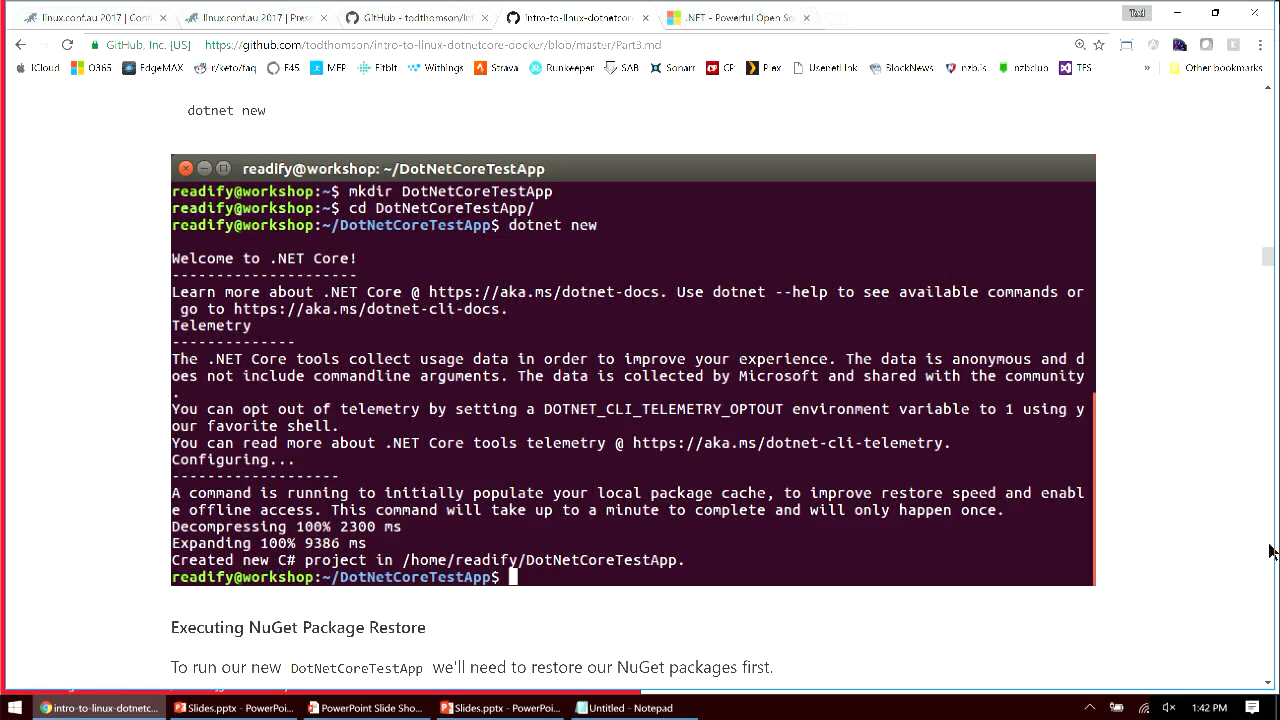 linux.conf.au 2017 | Cont
linux.conf.au 2017 | Pres
GitHub - todthomson/int
intro-to-linux-dotnetcor
.NET - Powerful Open So
Tod
GitHub, Inc. [US]
https://github.com/todthomson/intro-to-linux-dotnetcore-docker/blob/master/Part3.md
iCloud
O365
EdgeMAX
r/keto/faq
F45
MFP
Fitbit
Withings
Strava
Runkeeper
SAB
Sonarr
CP
UsenetLink
BlockNews
nzbclub
TFS
Other bookmarks
dotnet new
readify@workshop: ~/DotNetCoreTestApp
readify@workshop:~$ mkdir DotNetCoreTestApp
readify@workshop:~$ cd DotNetCoreTestApp/
readify@workshop:~/DotNetCoreTestApp$ dotnet new
Welcome to .NET Core!
---------------------
Learn more about .NET Core @ https://aka.ms/dotnet-docs. Use dotnet --help to see available commands or
go to https://aka.ms/dotnet-cli-docs.
Telemetry
--------------
The .NET Core tools collect usage data in order to improve your experience. The data is anonymous and d
oes not include commandline arguments. The data is collected by Microsoft and shared with the community
.
You can opt out of telemetry by setting a DOTNET_CLI_TELEMETRY_OPTOUT environment variable to 1 using y
our favorite shell.
You can read more about .NET Core tools telemetry @ https://aka.ms/dotnet-cli-telemetry.
Configuring...
-------------------
A command is running to initially populate your local package cache, to improve restore speed and enabl
e offline access. This command will take up to a minute to complete and will only happen once.
Decompressing 100% 2300 ms
Expanding 100% 9386 ms
Created new C# project in /home/readify/DotNetCoreTestApp.
readify@workshop:~/DotNetCoreTestApp$
Executing NuGet Package Restore
To run our new DotNetCoreTestApp we'll need to restore our NuGet packages first.
intro-to-linux-dotnetc...
Slides.pptx - PowerPoi...
PowerPoint Slide Sho...
Slides.pptx - PowerPoi...
Untitled - Notepad
1:42 PM